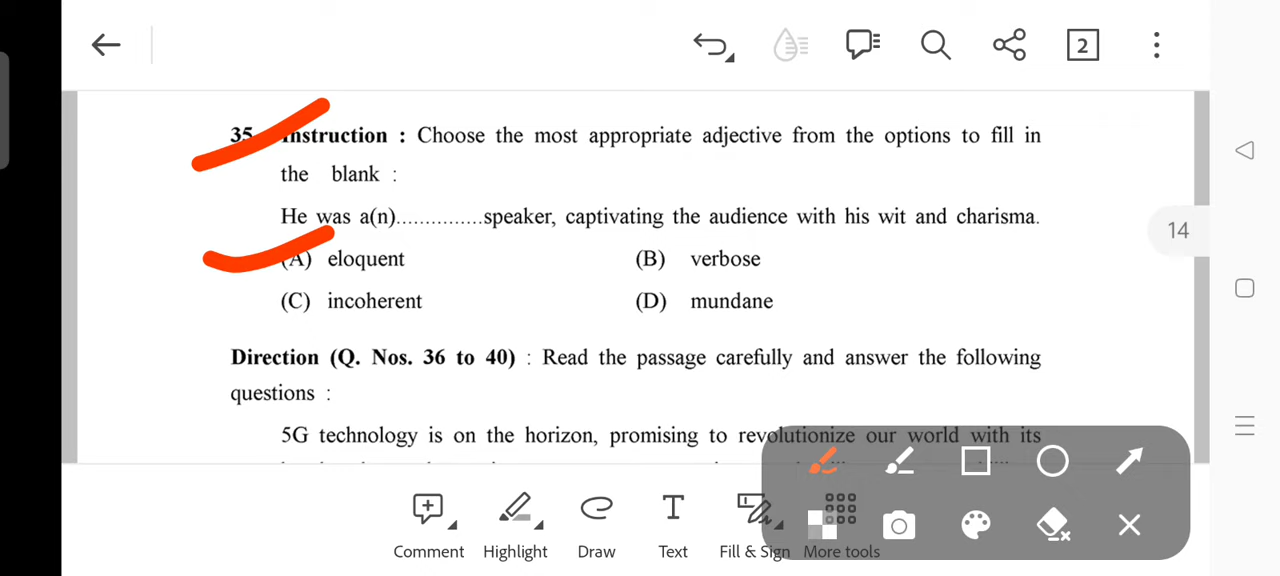 2
35. Instruction : Choose the most appropriate adjective from the options to fill in
the blank :
He was a(n)...............speaker, captivating the audience with his wit and charisma.
14
(A) eloquent (B) verbose
(C) incoherent (D) mundane
Direction (Q. Nos. 36 to 40) : Read the passage carefully and answer the following
questions :
5G technology is on the horizon, promising to revolutionize our world with its
Comment Highlight Draw Text Fill & Sign More tools